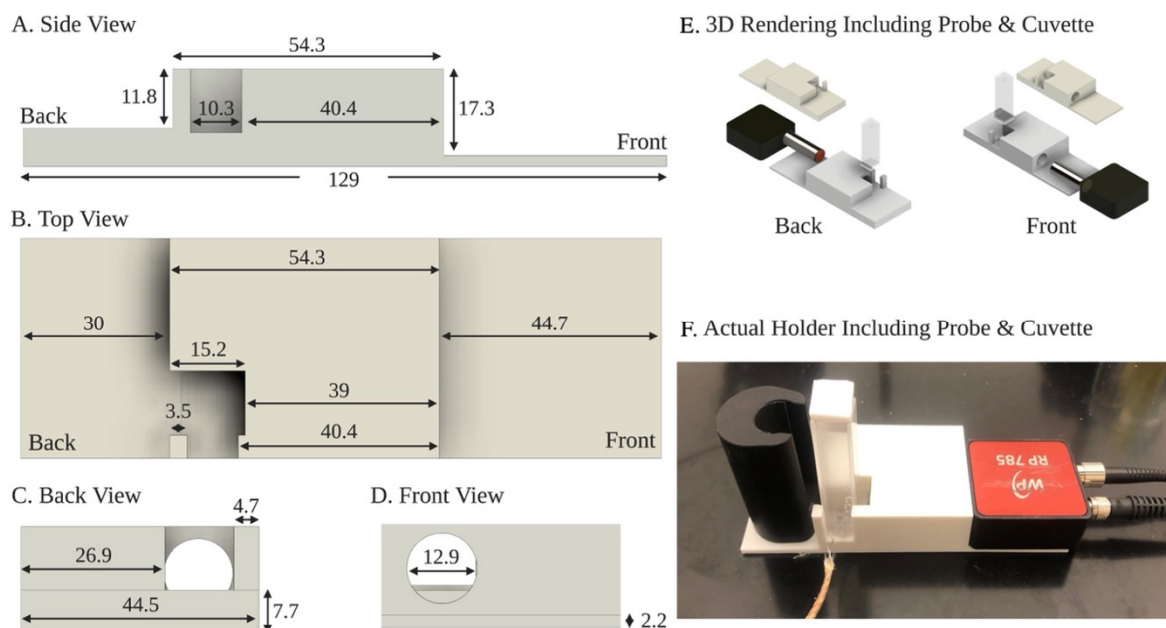 A. Side View
54.3
11.8
10.3
40.4
17.3
Back
Front
129
B. Top View
54.3
30
44.7
15.2
39
3.5
40.4
Back
Front
C. Back View
4.7
26.9
44.5
7.7
D. Front View
12.9
2.2
E. 3D Rendering Including Probe & Cuvette
Back
Front
F. Actual Holder Including Probe & Cuvette
WP
RP 785